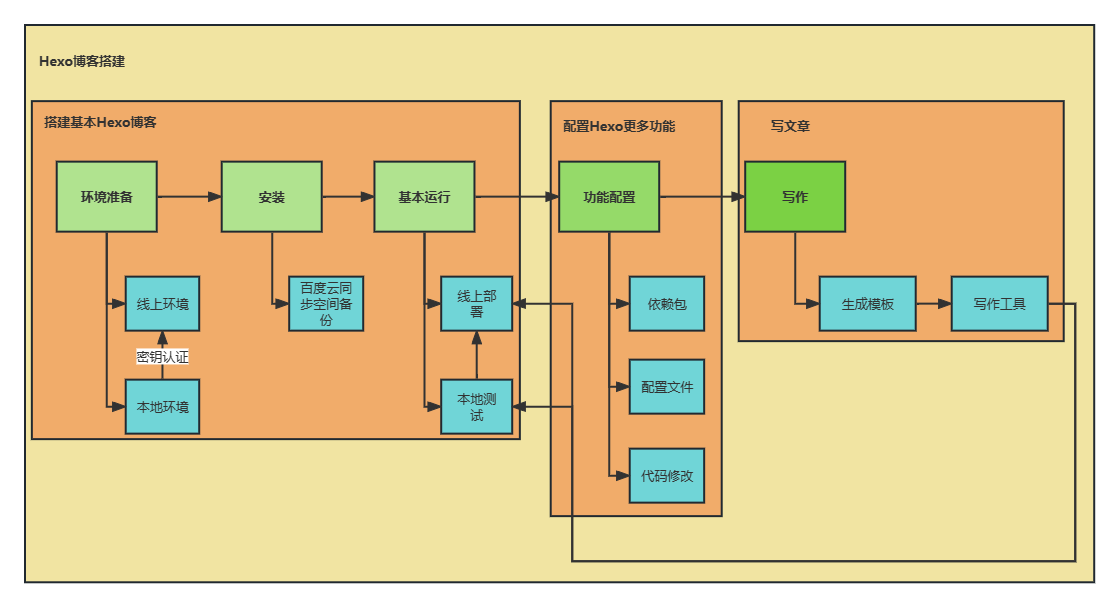 Hexo博客搭建
搭建基本Hexo博客
环境准备
安装
基本运行
线上环境
密钥认证
本地环境
百度云同
步空间备
份
线上部
署
本地测
试
配置Hexo更多功能
功能配置
依赖包
配置文件
代码修改
写文章
写作
生成模板
写作工具